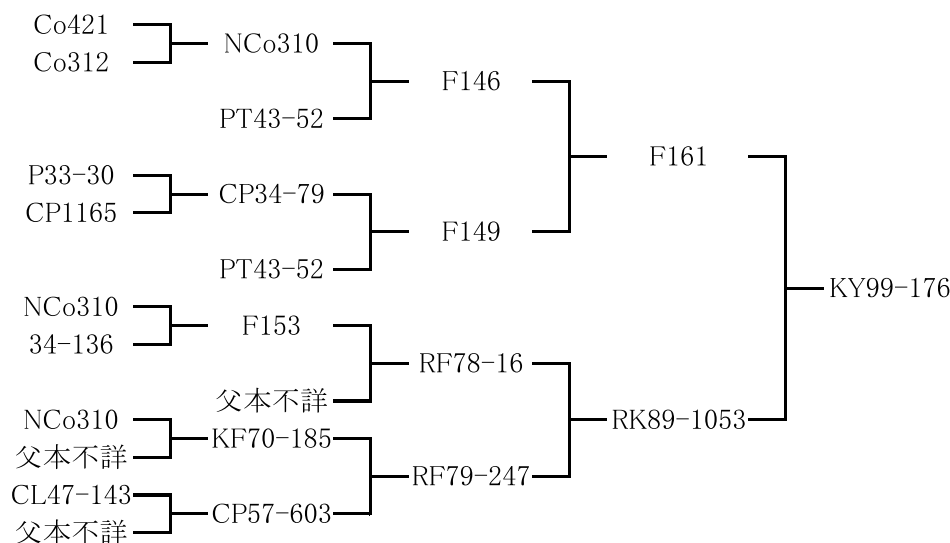 Co421
Co312
NCo310
PT43-52
F146
P33-30
CP1165
CP34-79
PT43-52
F149
F161
NCo310
34-136
F153
父本不詳
RF78-16
NCo310
父本不詳
KF70-185
CL47-143
父本不詳
CP57-603
RF79-247
RK89-1053
KY99-176